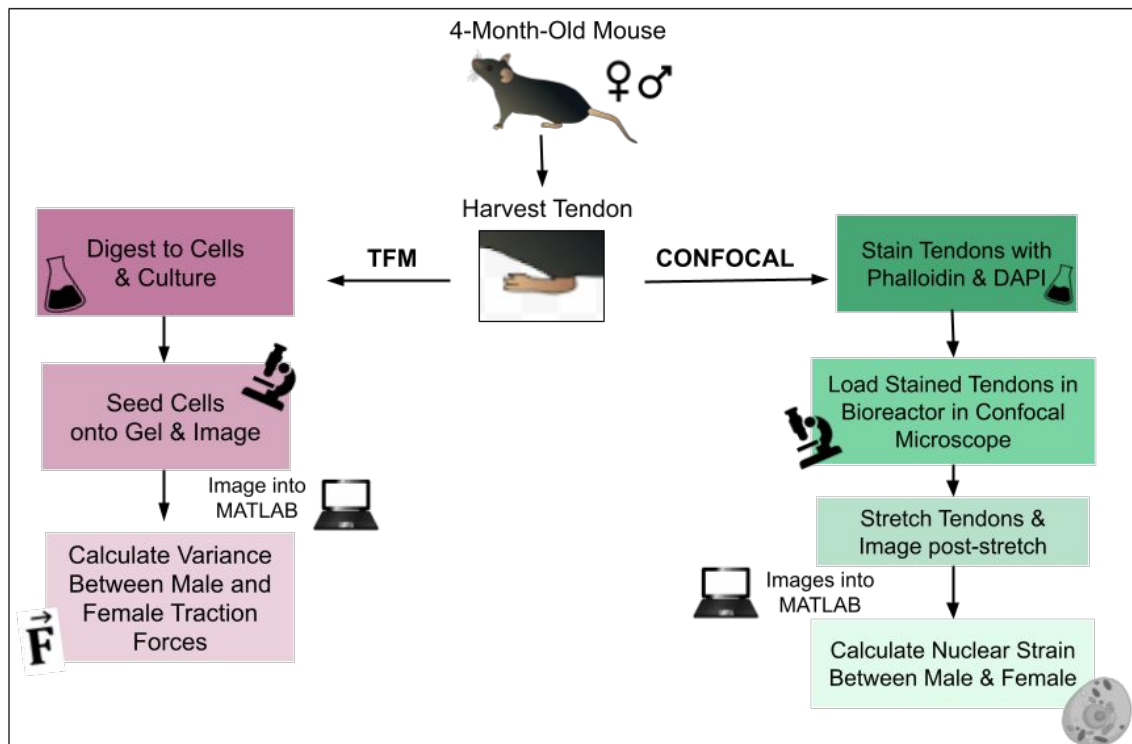 4-Month-Old Mouse
♀♂
Harvest Tendon
TFM
CONFOCAL
Digest to Cells
& Culture
Seed Cells
onto Gel & Image
Image into
MATLAB
Calculate Variance
Between Male and
Female Traction
Forces
F
Stain Tendons with
Phalloidin & DAPI
Load Stained Tendons in
Bioreactor in Confocal
Microscope
Stretch Tendons &
Image post-stretch
Images into
MATLAB
Calculate Nuclear Strain
Between Male & Female